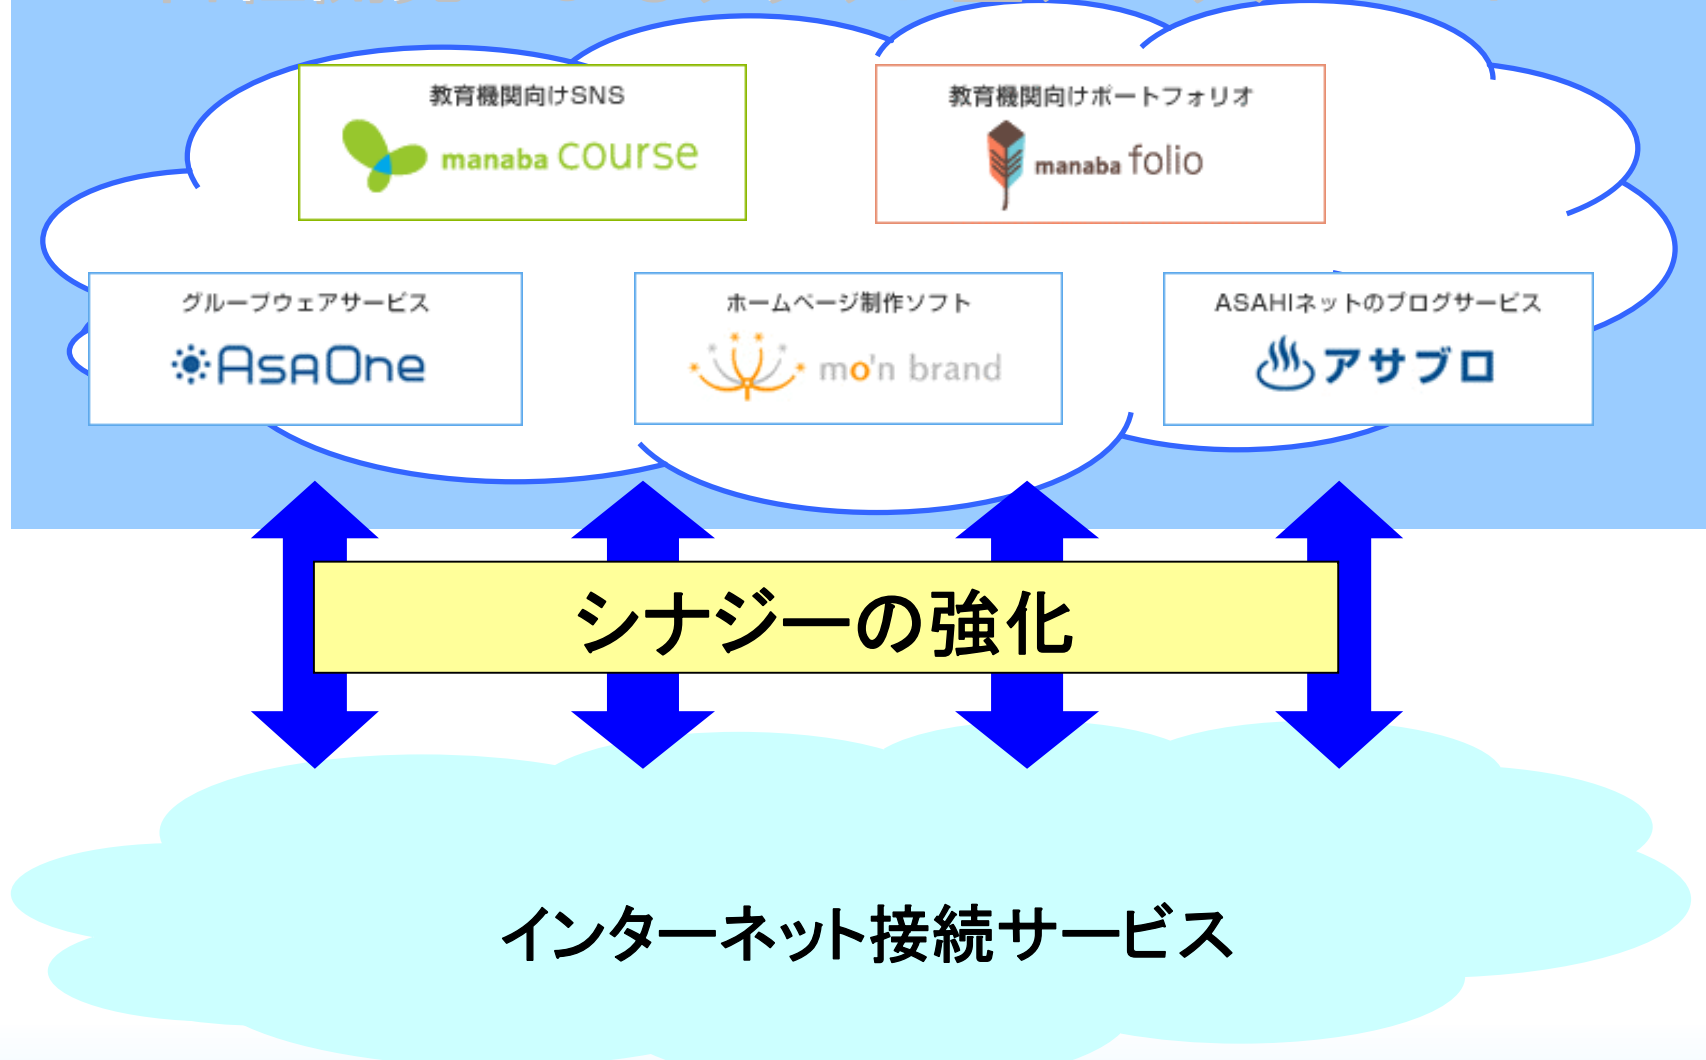 教育機関向けSNS
manaba course
教育機関向けポートフォリオ
manaba folio
グループウェアサービス
AsaOne
ホームページ制作ソフト
mo'n brand
ASAHIネットのブログサービス
アサブロ
シナジーの強化
インターネット接続サービス